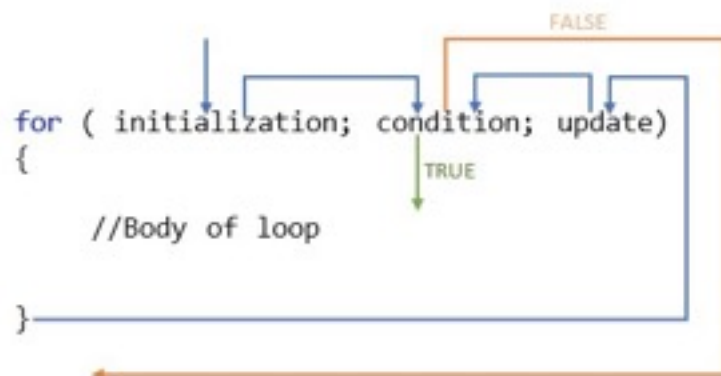 FALSE
for ( initialization; condition; update)
{
TRUE
//Body of loop
}